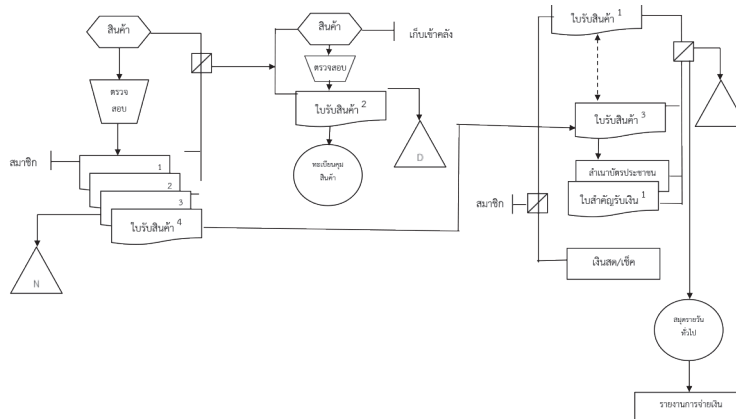 สินค้า
ตรวจ
สอบ
สมาชิก
1
2
3
ใบรับสินค้า 4
N
สินค้า
เก็บเข้าคลัง
ตรวจสอบ
ใบรับสินค้า 2
D
ทะเบียนคุม
สินค้า
ใบรับสินค้า 1
ใบรับสินค้า 3
สำเนาบัตรประชาชน
ใบสำคัญรับเงิน 1
สมาชิก
เงินสด/เช็ค
สมุดรายวัน
ทั่วไป
รายงานการจ่ายเงิน